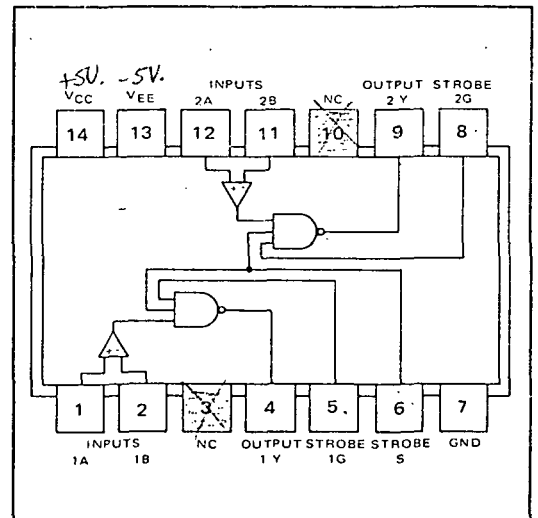 +5V. -5V.
INPUTS OUTPUT STROBE
VCC VEE 2A 2B NC 2Y 2G
14 13 12 11 10 9 8
+ -
+ -
1 2 3 4 5 6 7
INPUTS NC OUTPUT STROBE STROBE GND
1A 1B 1Y 1G S